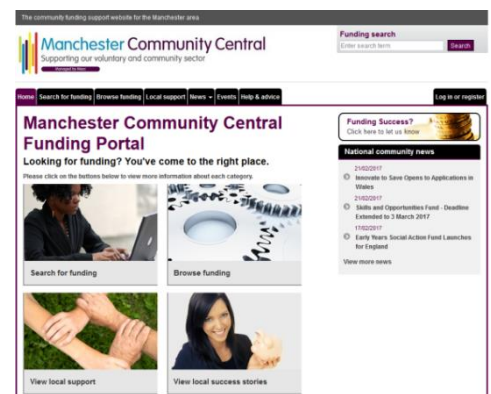 The community funding support website for the Manchester area
Manchester Community Central
Supporting our voluntary and community sector
Managed by Macc
Funding search
Enter search term
Search
Home Search for funding Browse funding Local support News Events Help & advice
Log in or register
Manchester Community Central
Funding Portal
Looking for funding? You've come to the right place.
Please click on the buttons below to view more information about each category.
Search for funding
Browse funding
View local support
View local success stories
Funding Success?
Click here to let us know
National community news
21/02/2017
Innovate to Save Opens to Applications in
Wales
21/02/2017
Skills and Opportunities Fund - Deadline
Extended to 3 March 2017
17/02/2017
Early Years Social Action Fund Launches
for England
View more news